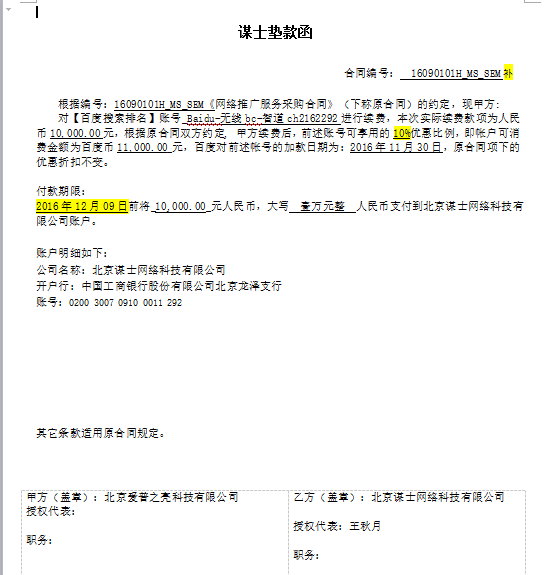 谋士垫款函
合同编号： 16090101H_MS_SEM补
根据编号：16090101H_MS_SEM《网络推广服务采购合同》（下称原合同）的约定，现甲方：
对【百度搜索排名】账号 Baidu-无线 bc-智道 ch2162292 进行续费，本次实际续费款项为人民
币 10,000.00 元，根据原合同双方约定， 甲方续费后，前述账号可享用的 10%优惠比例，即帐户可消
费金额为百度币 11,000.00 元，百度对前述帐号的加款日期为：2016 年 11 月 30 日，原合同项下的
优惠折扣不变。
付款期限：
2016 年 12 月 09 日前将 10,000.00 元人民币，大写 壹万元整 人民币支付到北京谋士网络科技有
限公司账户。
账户明细如下：
公司名称：北京谋士网络科技有限公司
开户行：中国工商银行股份有限公司北京龙泽支行
账号：0200 3007 0910 0011 292
其它条款适用原合同规定。
甲方（盖章）：北京爱普之亮科技有限公司
授权代表：
职务：
乙方（盖章）：北京谋士网络科技有限公司
授权代表：王秋月
职务：